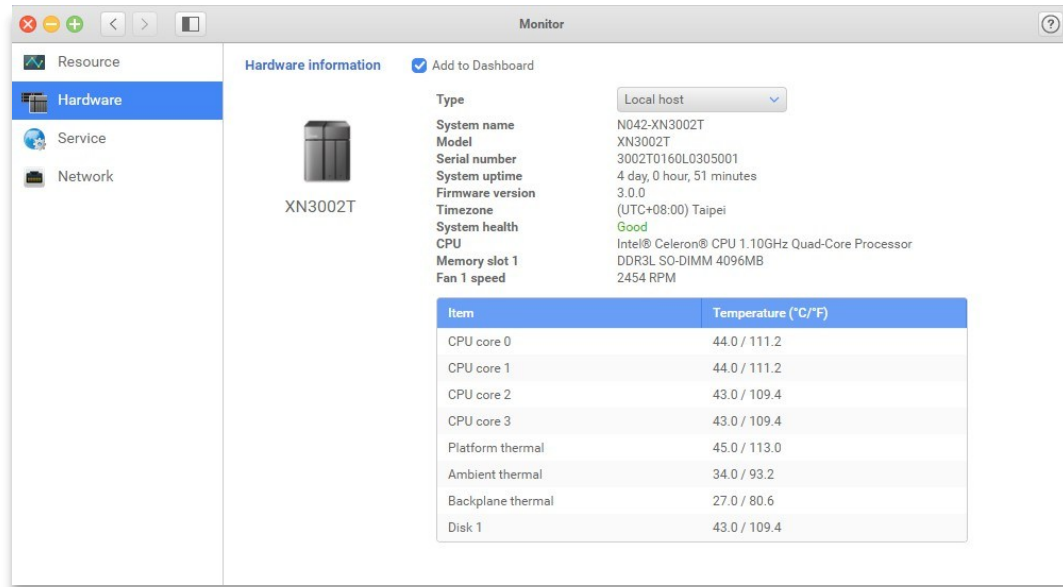 Monitor
?
Resource
Hardware
Service
Network
Hardware information
Add to Dashboard
XN3002T
Type Local host
System name N042-XN3002T
Model XN3002T
Serial number 3002T0160L0305001
System uptime 4 day, 0 hour, 51 minutes
Firmware version 3.0.0
Timezone (UTC+08:00) Taipei
System health Good
CPU Intel® Celeron® CPU 1.10GHz Quad-Core Processor
Memory slot 1 DDR3L SO-DIMM 4096MB
Fan 1 speed 2454 RPM
Item Temperature (°C/°F)
CPU core 0 44.0 / 111.2
CPU core 1 44.0 / 111.2
CPU core 2 43.0 / 109.4
CPU core 3 43.0 / 109.4
Platform thermal 45.0 / 113.0
Ambient thermal 34.0 / 93.2
Backplane thermal 27.0 / 80.6
Disk 1 43.0 / 109.4